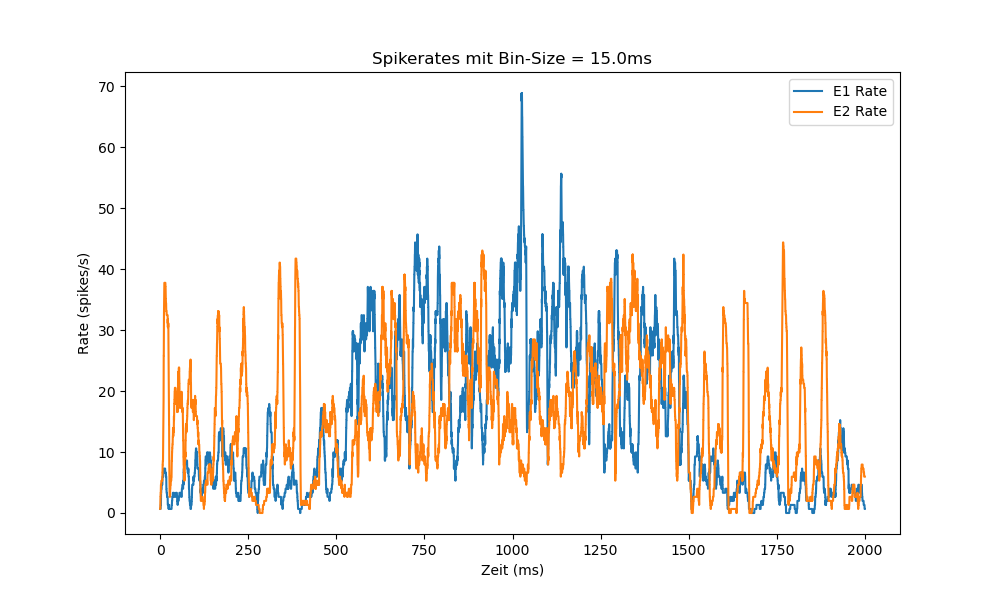 Spikerates mit Bin-Size = 15.0ms
E1 Rate
E2 Rate
70
60
50
40
30
20
10
0
Rate (spikes/s)
0 250 500 750 1000 1250 1500 1750 2000
Zeit (ms)